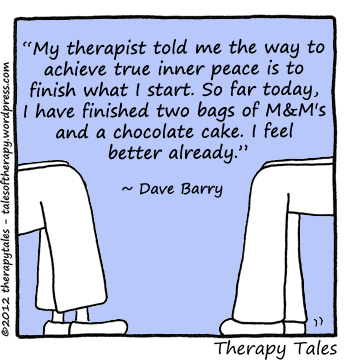 “My therapist told me the way to
achieve true inner peace is to
finish what I start. So far today,
I have finished two bags of M&M's
and a chocolate cake. I feel
better already.”
~ Dave Barry
©2012 therapytales - talesoftherapy.wordpress.com
Therapy Tales